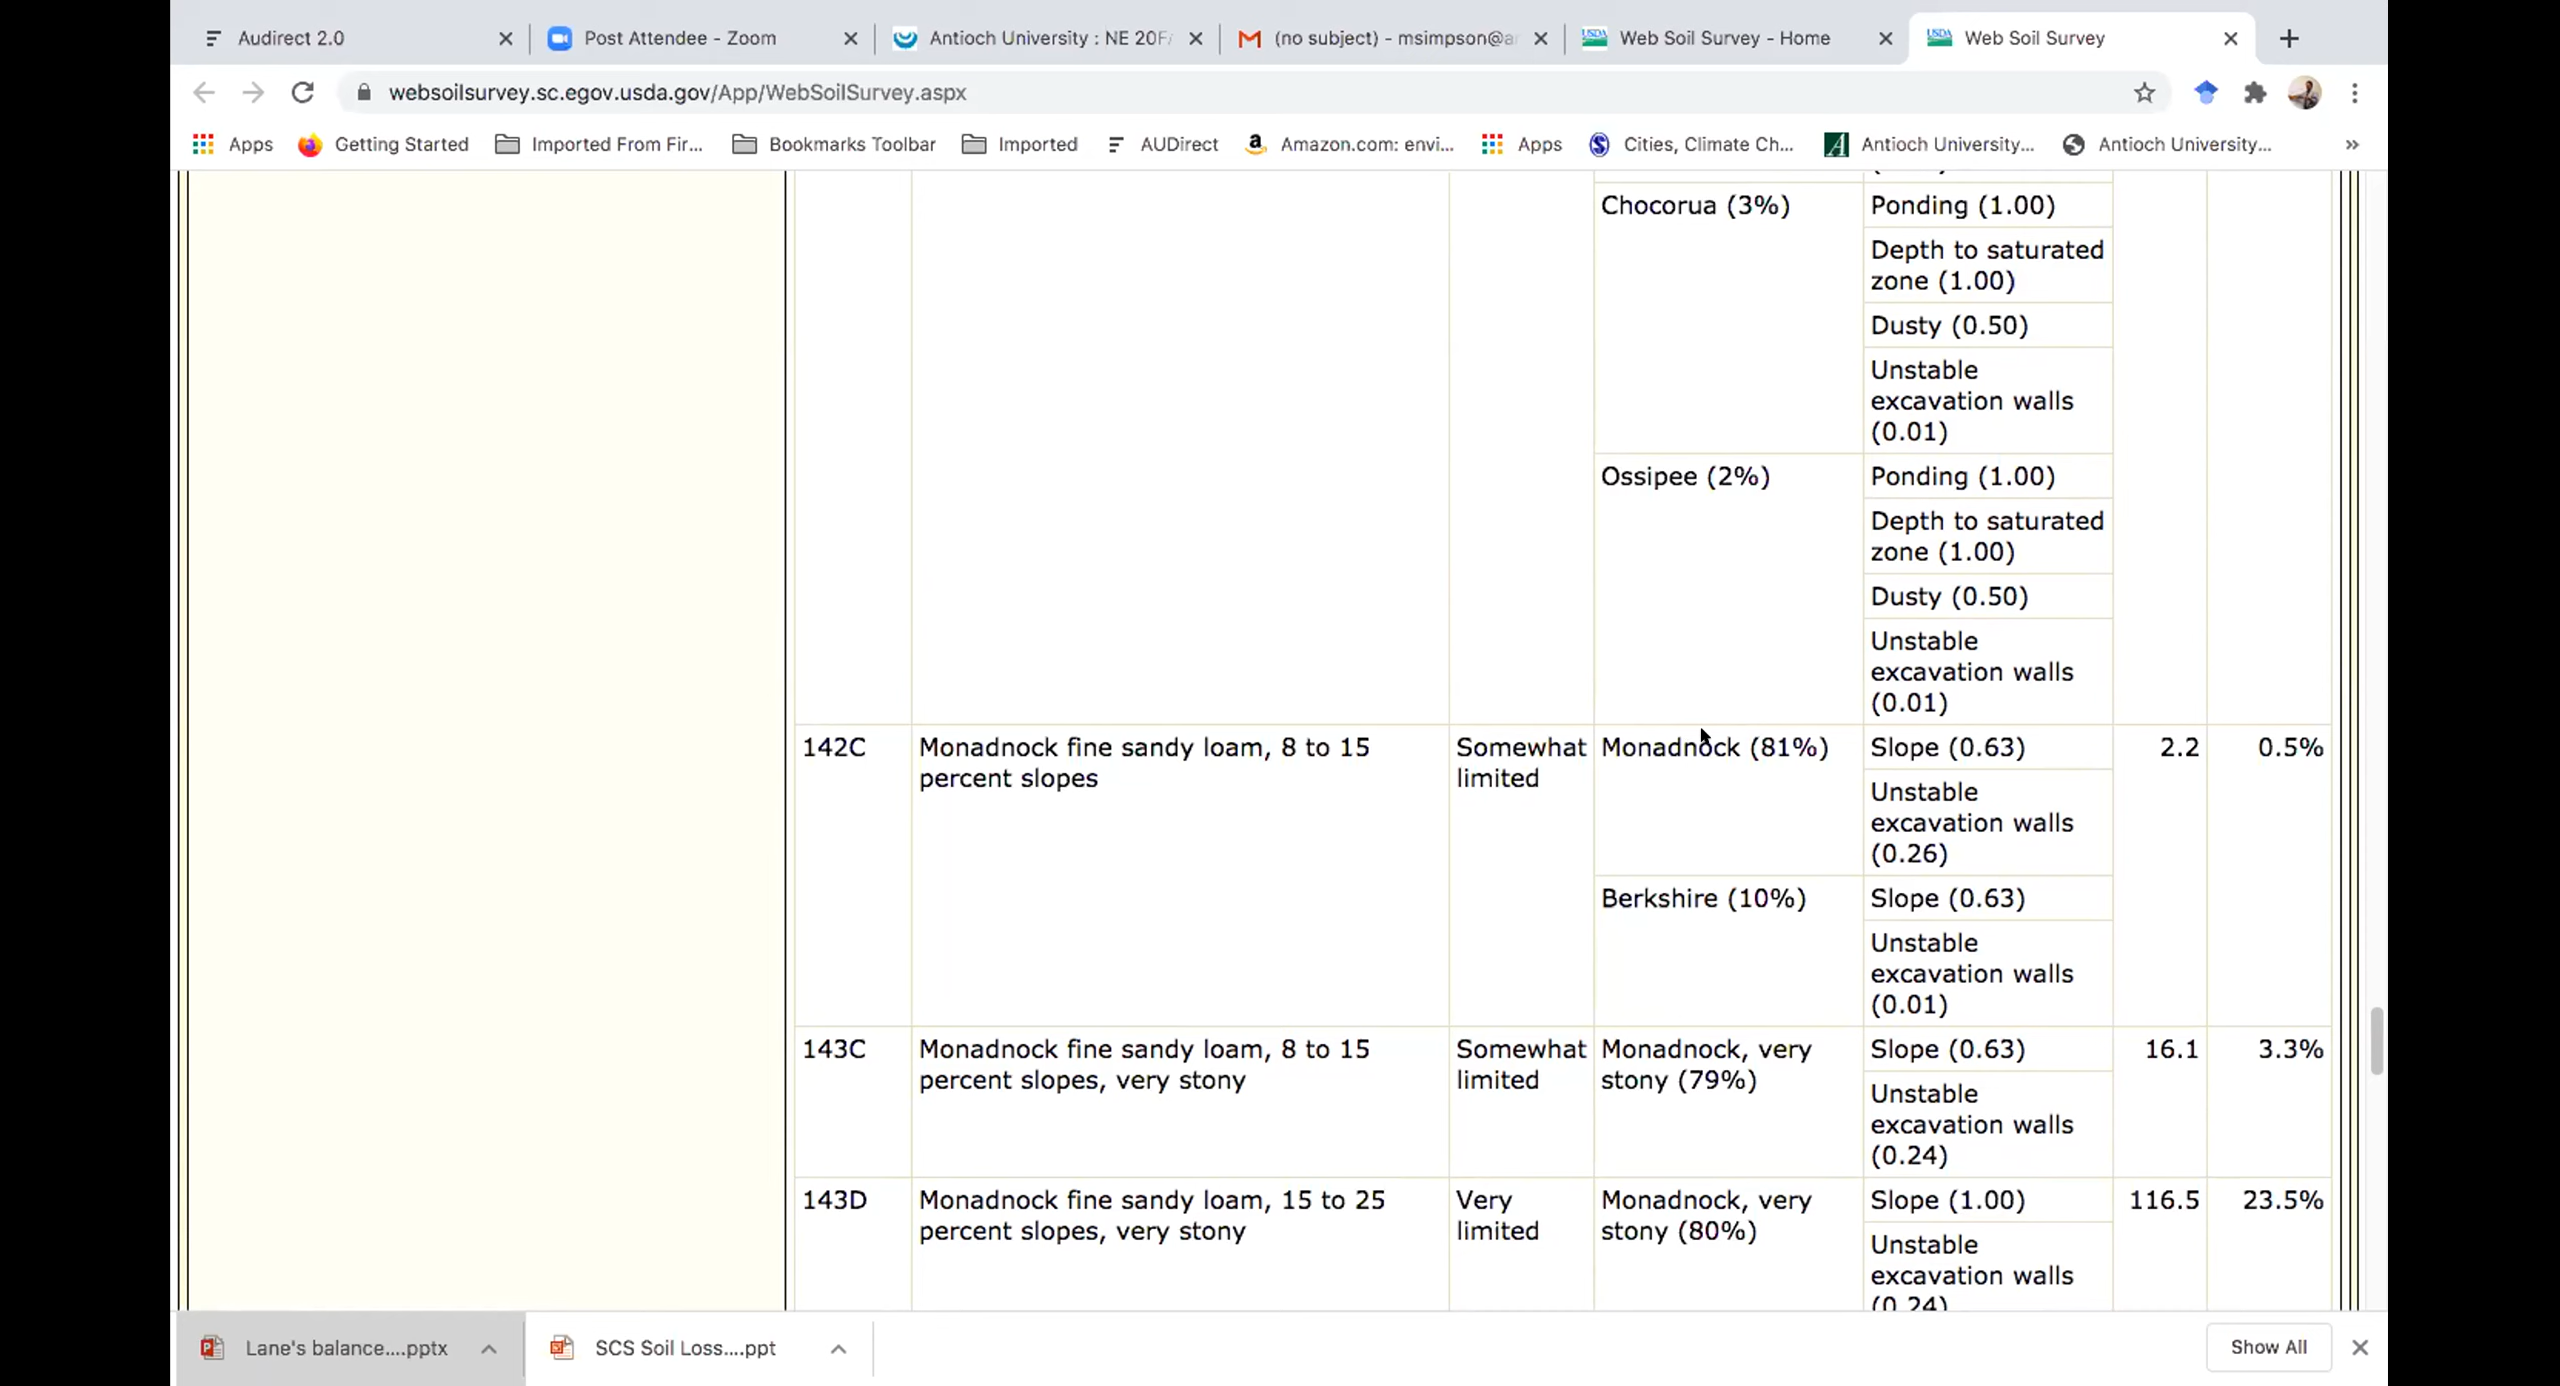 Audirect 2.0
Post Attendee - Zoom
Antioch University : NE 20F
(no subject) - msimpson@a
Web Soil Survey - Home
Web Soil Survey
websoilsurvey.sc.egov.usda.gov/App/WebSoilSurvey.aspx
Apps
Getting Started
Imported From Fir...
Bookmarks Toolbar
Imported
AUDirect
Amazon.com: envi...
Apps
Cities, Climate Ch...
Antioch University...
Antioch University...
»
Chocorua (3%)
Ponding (1.00)
Depth to saturated
zone (1.00)
Dusty (0.50)
Unstable
excavation walls
(0.01)
Ossipee (2%)
Ponding (1.00)
Depth to saturated
zone (1.00)
Dusty (0.50)
Unstable
excavation walls
(0.01)
142C
Monadnock fine sandy loam, 8 to 15
percent slopes
Somewhat
limited
Monadnock (81%)
Slope (0.63)
Unstable
excavation walls
(0.26)
2.2
0.5%
Berkshire (10%)
Slope (0.63)
Unstable
excavation walls
(0.01)
143C
Monadnock fine sandy loam, 8 to 15
percent slopes, very stony
Somewhat
limited
Monadnock, very
stony (79%)
Slope (0.63)
Unstable
excavation walls
(0.24)
16.1
3.3%
143D
Monadnock fine sandy loam, 15 to 25
percent slopes, very stony
Very
limited
Monadnock, very
stony (80%)
Slope (1.00)
Unstable
excavation walls
(0.24)
116.5
23.5%
Lane's balance....pptx
SCS Soil Loss....ppt
Show All